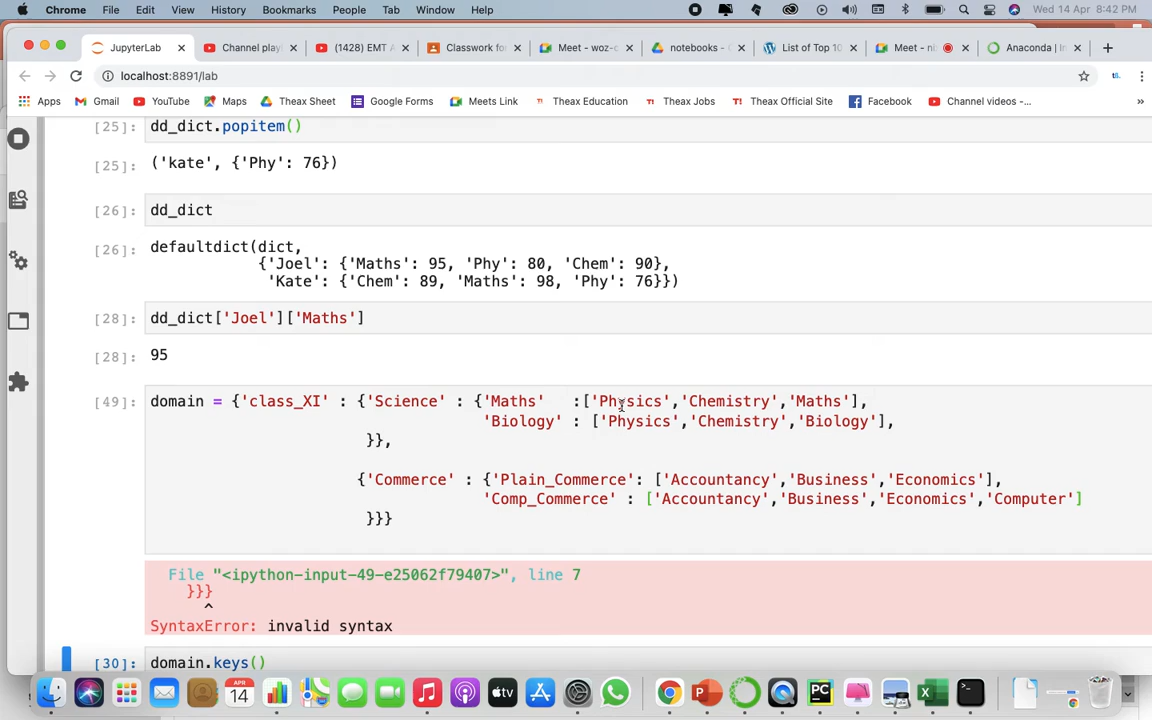 Chrome File Edit View History Bookmarks People Tab Window Help Wed 14 Apr 8:42 PM
JupyterLab Channel play (1428) EMT A Classwork fo Meet - woz-c notebooks - G List of Top 10 Meet - ni Anaconda | In
localhost:8891/lab
Apps Gmail YouTube Maps Theax Sheet Google Forms Meets Link Theax Education Theax Jobs Theax Official Site Facebook Channel videos -... »
[25]: dd_dict.popitem()
[25]: ('kate', {'Phy': 76})
[26]: dd_dict
[26]: defaultdict(dict,
{'Joel': {'Maths': 95, 'Phy': 80, 'Chem': 90},
'Kate': {'Chem': 89, 'Maths': 98, 'Phy': 76}})
[28]: dd_dict['Joel']['Maths']
[28]: 95
[49]: domain = {'class_XI' : {'Science' : {'Maths' :['Physics','Chemistry','Maths'],
'Biology' : ['Physics','Chemistry','Biology'],
}},
{'Commerce' : {'Plain_Commerce': ['Accountancy','Business','Economics'],
'Comp_Commerce' : ['Accountancy','Business','Economics','Computer']
}}}
File "<ipython-input-49-e25062f79407>", line 7
}}}
^
SyntaxError: invalid syntax
[30]: domain.keys()
APR
14